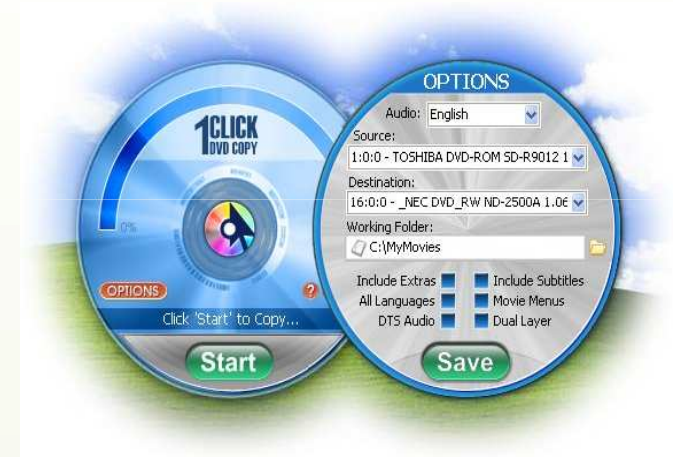 1CLICK
DVD COPY
0%
OPTIONS
?
Click 'Start' to Copy...
Start
OPTIONS
Audio: English
Source:
1:0:0 - TOSHIBA DVD-ROM SD-R9012 1
Destination:
16:0:0 - _NEC DVD_RW ND-2500A 1.06
Working Folder:
C:\MyMovies
Include Extras Include Subtitles
All Languages Movie Menus
DTS Audio Dual Layer
Save